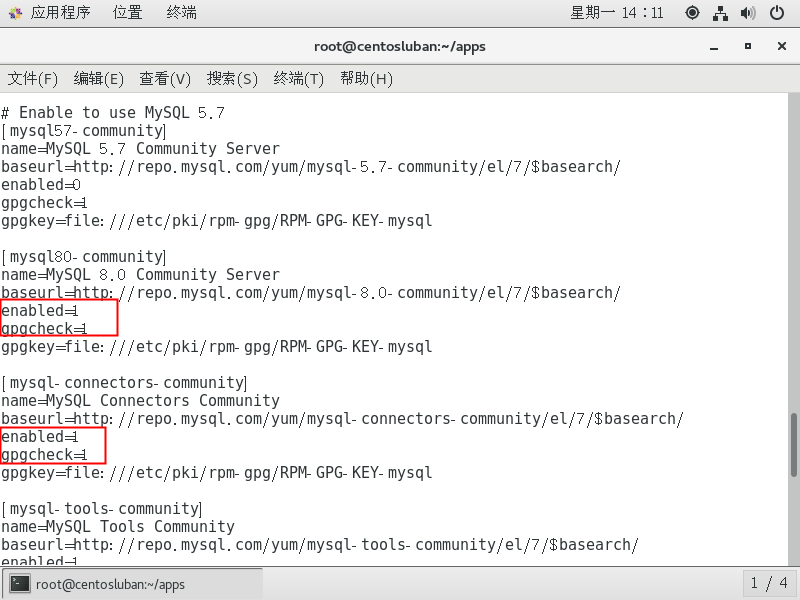 应用程序 位置 终端 星期一 14:11
root@centosluban:~/apps
文件(F) 编辑(E) 查看(V) 搜索(S) 终端(T) 帮助(H)
# Enable to use MySQL 5.7
[mysql57-community]
name=MySQL 5.7 Community Server
baseurl=http://repo.mysql.com/yum/mysql-5.7-community/el/7/$basearch/
enabled=0
gpgcheck=1
gpgkey=file:///etc/pki/rpm-gpg/RPM-GPG-KEY-mysql
[mysql80-community]
name=MySQL 8.0 Community Server
baseurl=http://repo.mysql.com/yum/mysql-8.0-community/el/7/$basearch/
enabled=1
gpgcheck=1
gpgkey=file:///etc/pki/rpm-gpg/RPM-GPG-KEY-mysql
[mysql-connectors-community]
name=MySQL Connectors Community
baseurl=http://repo.mysql.com/yum/mysql-connectors-community/el/7/$basearch/
enabled=1
gpgcheck=1
gpgkey=file:///etc/pki/rpm-gpg/RPM-GPG-KEY-mysql
[mysql-tools-community]
name=MySQL Tools Community
baseurl=http://repo.mysql.com/yum/mysql-tools-community/el/7/$basearch/
enabled=1
root@centosluban:~/apps 1 / 4